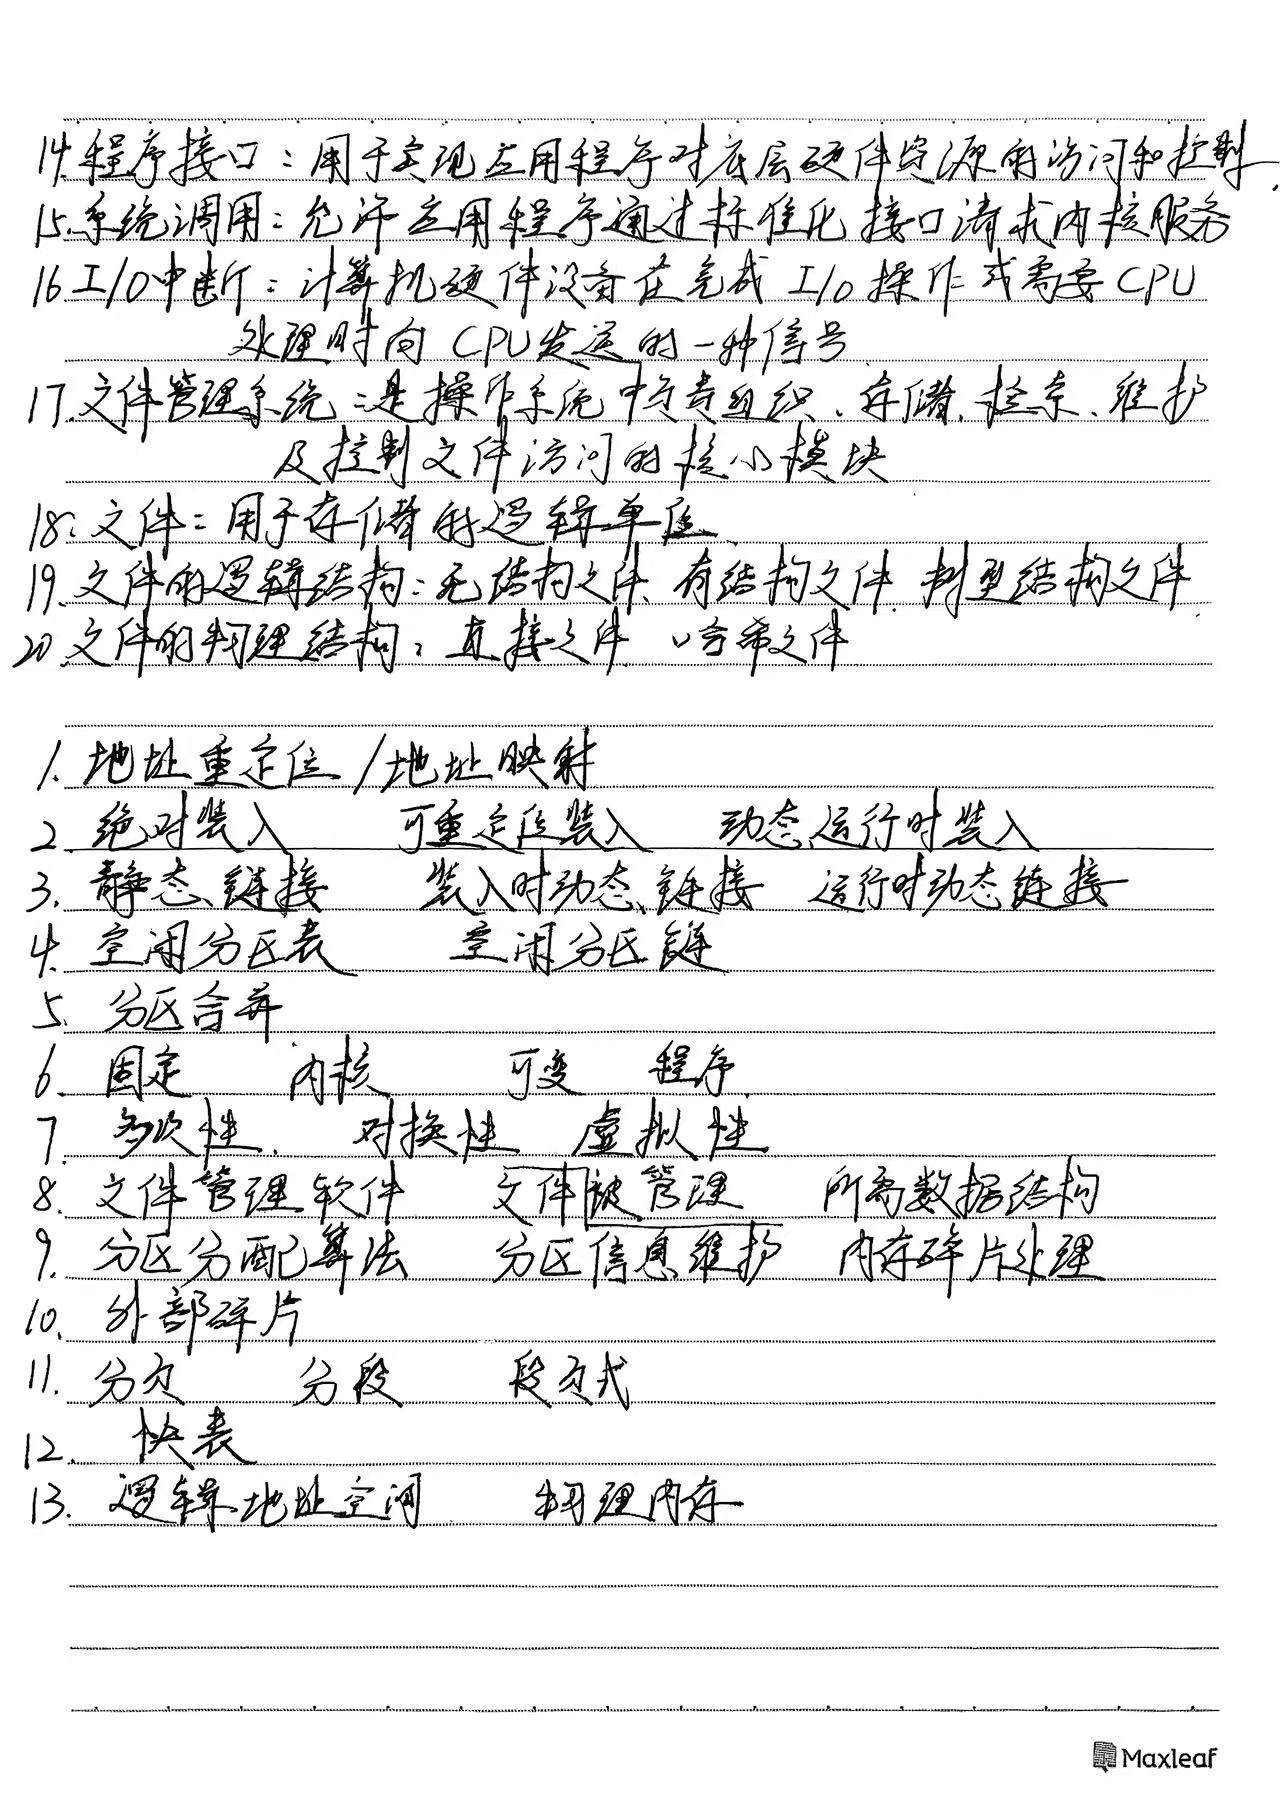 14.程序接口：用于实现应用程序对底层硬件资源的访问和控制.
15.系统调用：允许应用程序通过标准化接口请求内核服务
16 I/O中断：计算机硬件设备在完成 I/O 操作或需要CPU
处理时向 CPU发送的一种信号
17.文件管理系统：是操作系统中负责组织、存储、检索、维护
及控制文件访问的核心模块
18.文件：用于存储的逻辑单位
19.文件的逻辑结构：无结构文件、有结构文件、树型结构文件
20.文件的物理结构：直接文件、哈希文件
1.地址重定位/地址映射
2.绝对装入 可重定位装入 动态运行时装入
3.静态链接 装入时动态链接 运行时动态链接
4.空闲分区表 空闲分区链
5.分区合并
6.固定 内核 可变 程序
7.多次性. 对换性 虚拟性
8.文件管理软件 文件被管理 所需数据结构
9.分区分配算法 分区信息维护 内存碎片处理
10.外部碎片
11.分页 分段 段页式
12.快表
13.逻辑地址空间 物理内存
Maxleaf